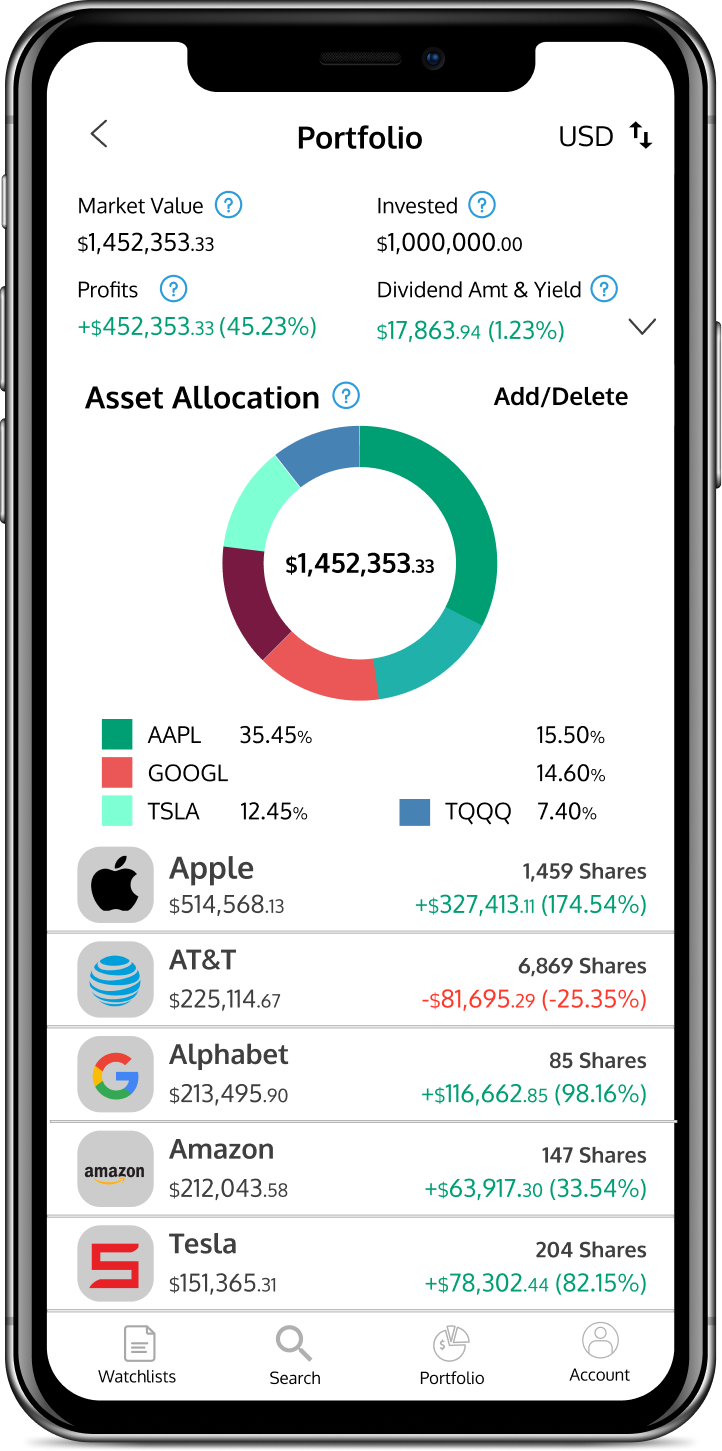 Portfolio USD
Market Value ? Invested ?
$1,452,353.33 $1,000,000.00
Profits ? Dividend Amt & Yield ?
+$452,353.33 (45.23%) $17,863.94 (1.23%)
Asset Allocation ? Add/Delete
$1,452,353.33
AAPL 35.45% 15.50%
GOOGL 14.60%
TSLA 12.45% TQQQ 7.40%
Apple 1,459 Shares
$514,568.13 +$327,413.11 (174.54%)
AT&T 6,869 Shares
$225,114.67 -$81,695.29 (-25.35%)
Alphabet 85 Shares
$213,495.90 +$116,662.85 (98.16%)
amazon
Amazon 147 Shares
$212,043.58 +$63,917.30 (33.54%)
Tesla 204 Shares
$151,365.31 +$78,302.44 (82.15%)
Watchlists Search Portfolio Account